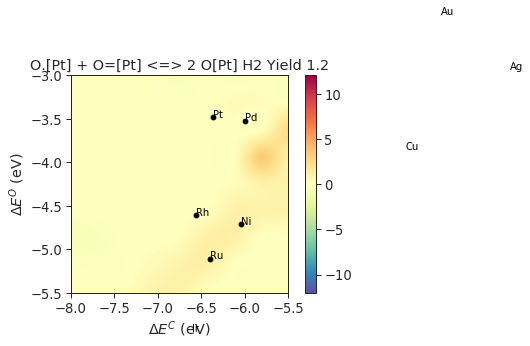 Au
O.[Pt] + O=[Pt] <=> 2 O[Pt] H2 Yield 1.2
Ag
−3.0
−3.5
−4.0
−4.5
−5.0
−5.5
ΔE^O (eV)
Pt
Pd
Cu
Rh
Ni
Ru
10
5
0
−5
−10
−8.0 −7.5 −7.0 −6.5 −6.0 −5.5
ΔE^C (eV)